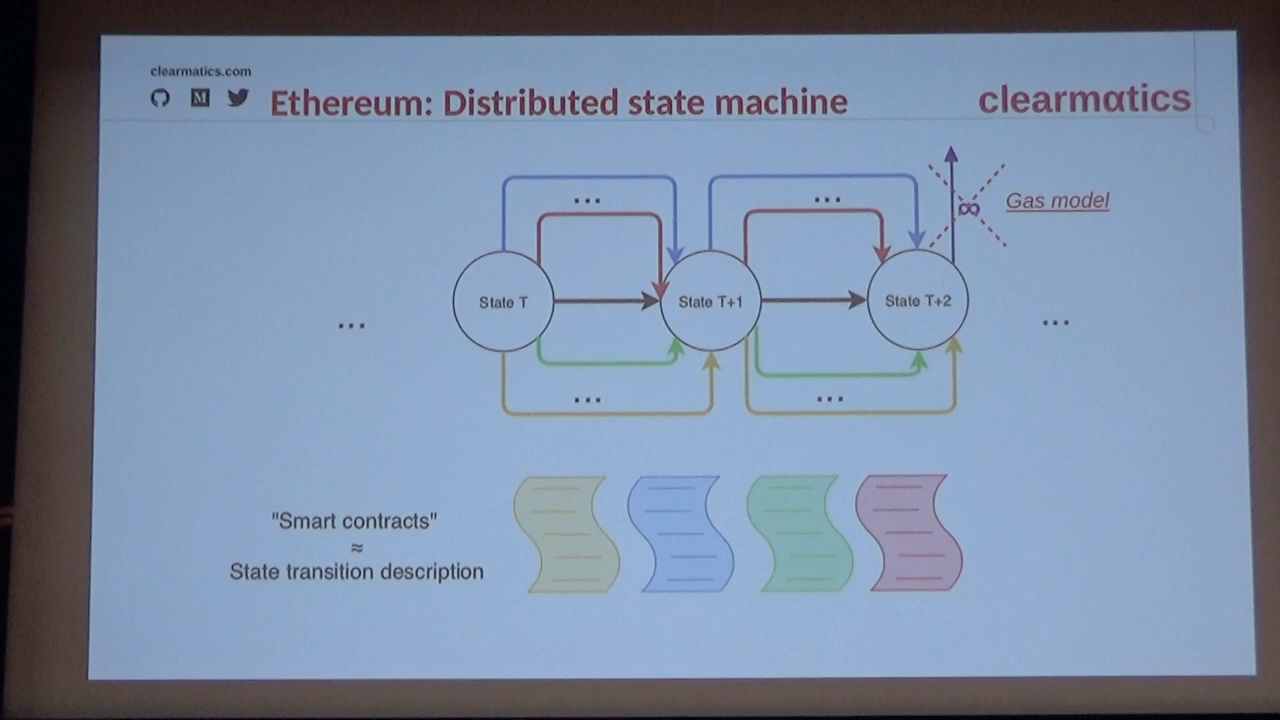 clearmatics.com
Ethereum: Distributed state machine
clearmαtics
...
...
∞
Gas model
State T
State T+1
State T+2
...
...
...
...
"Smart contracts"
≈
State transition description